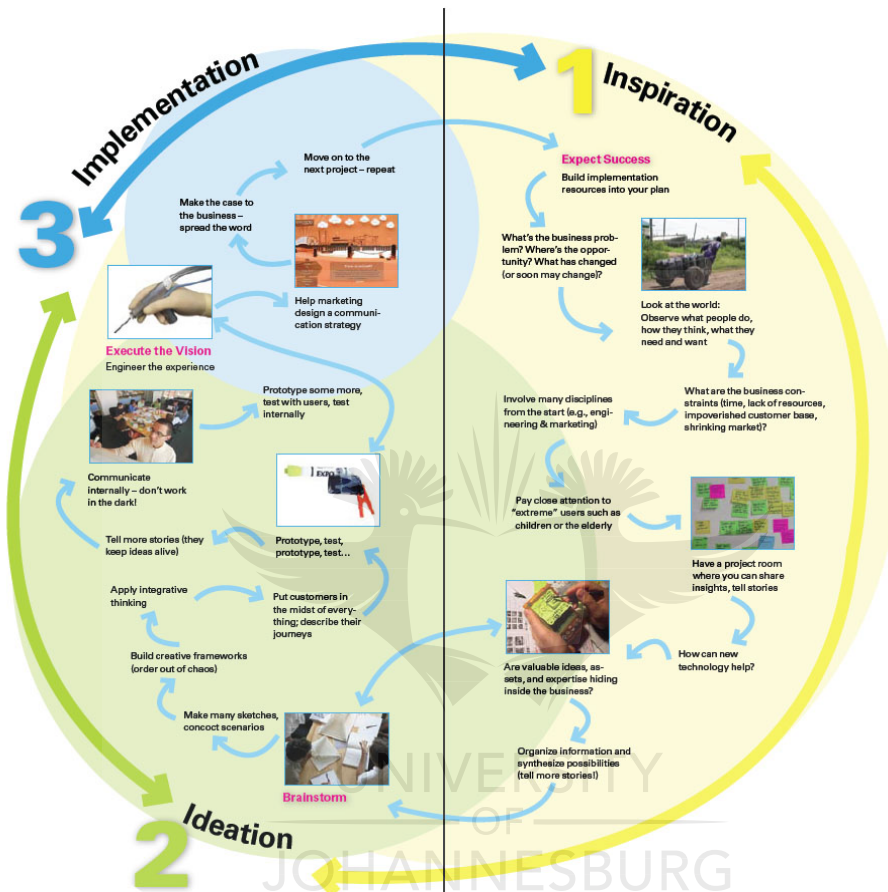 3
Implementation
1
Inspiration
Expect Success
Build implementation
resources into your plan
What's the business prob-
lem? Where's the oppor-
tunity? What has changed
(or soon may change)?
Look at the world:
Observe what people do,
how they think, what they
need and want
What are the business con-
straints (time, lack of resources,
impoverished customer base,
shrinking market)?
Involve many disciplines
from the start (e.g., engi-
neering & marketing)
Pay close attention to
"extreme" users such as
children or the elderly
Have a project room
where you can share
insights, tell stories
How can new
technology help?
Are valuable ideas, as-
sets, and expertise hiding
inside the business?
Organize information and
synthesize possibilities
(tell more stories!)
2
Ideation
Brainstorm
Make many sketches,
concoct scenarios
Build creative frameworks
(order out of chaos)
Apply integrative
thinking
Put customers in
the midst of every-
thing; describe their
journeys
Prototype, test,
prototype, test...
EXPO
Tell more stories (they
keep ideas alive)
Communicate
internally – don't work
in the dark!
Prototype some more,
test with users, test
internally
Execute the Vision
Engineer the experience
Help marketing
design a communi-
cation strategy
Make the case to
the business –
spread the word
Move on to the
next project – repeat
UNIVERSITY
OF
JOHANNESBURG